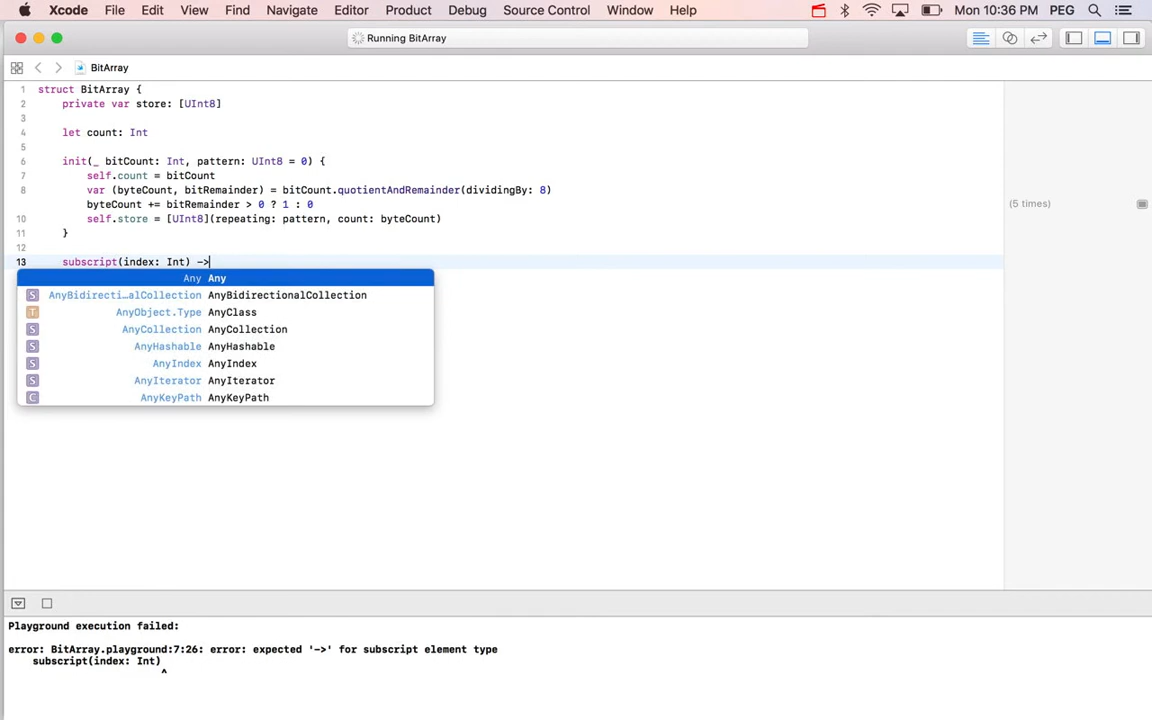 Xcode File Edit View Find Navigate Editor Product Debug Source Control Window Help Mon 10:36 PM PEG
Running BitArray
BitArray
1 struct BitArray {
2 private var store: [UInt8]
3
4 let count: Int
5
6 init(_ bitCount: Int, pattern: UInt8 = 0) {
7 self.count = bitCount
8 var (byteCount, bitRemainder) = bitCount.quotientAndRemainder(dividingBy: 8)
byteCount += bitRemainder > 0 ? 1 : 0
(5 times)
10 self.store = [UInt8](repeating: pattern, count: byteCount)
11 }
12
13 subscript(index: Int) ->
Any Any
S AnyBidirecti…alCollection AnyBidirectionalCollection
T AnyObject.Type AnyClass
S AnyCollection AnyCollection
S AnyHashable AnyHashable
S AnyIndex AnyIndex
S AnyIterator AnyIterator
C AnyKeyPath AnyKeyPath
Playground execution failed:
error: BitArray.playground:7:26: error: expected '->' for subscript element type
subscript(index: Int)
^